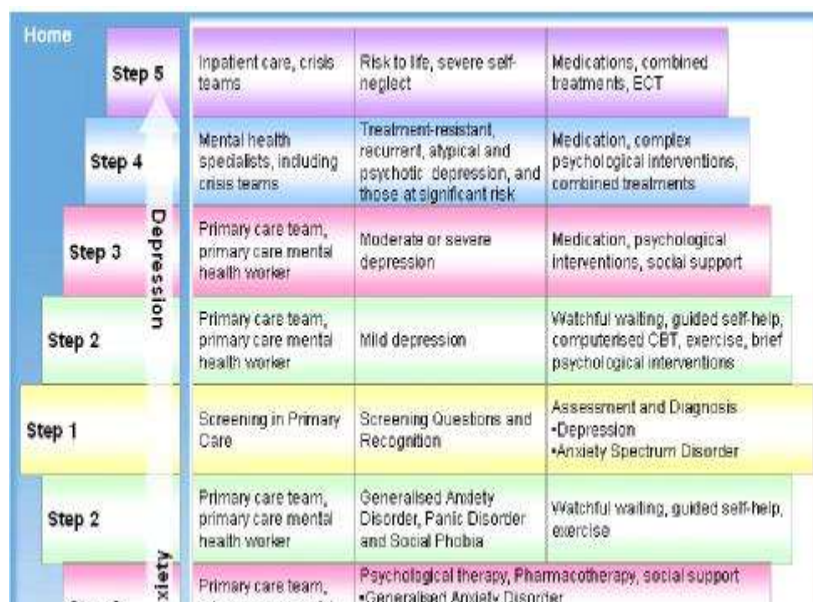 Home
Step 5
Inpatient care, crisis
teams
Risk to life, severe self-
neglect
Medications, combined
treatments, ECT
Step 4
Mental health
specialists, including
crisis teams
Treatment-resistant,
recurrent, atypical and
psychotic depression, and
those at significant risk
Medication, complex
psychological interventions,
combined treatments
Depression
Step 3
Primary care team,
primary care mental
health worker
Moderate or severe
depression
Medication, psychological
interventions, social support
Step 2
Primary care team,
primary care mental
health worker
Mild depression
Watchful waiting, guided self-help,
computerised CBT, exercise, brief
psychological interventions
Step 1
Screening in Primary
Care
Screening Questions and
Recognition
Assessment and Diagnosis
•Depression
•Anxiety Spectrum Disorder
Step 2
Primary care team,
primary care mental
health worker
Generalised Anxiety
Disorder, Panic Disorder
and Social Phobia
Watchful waiting, guided self-help,
exercise
xiety
Primary care team,
Psychological therapy, Pharmacotherapy, social support
•Generalised Anxiety Disorder